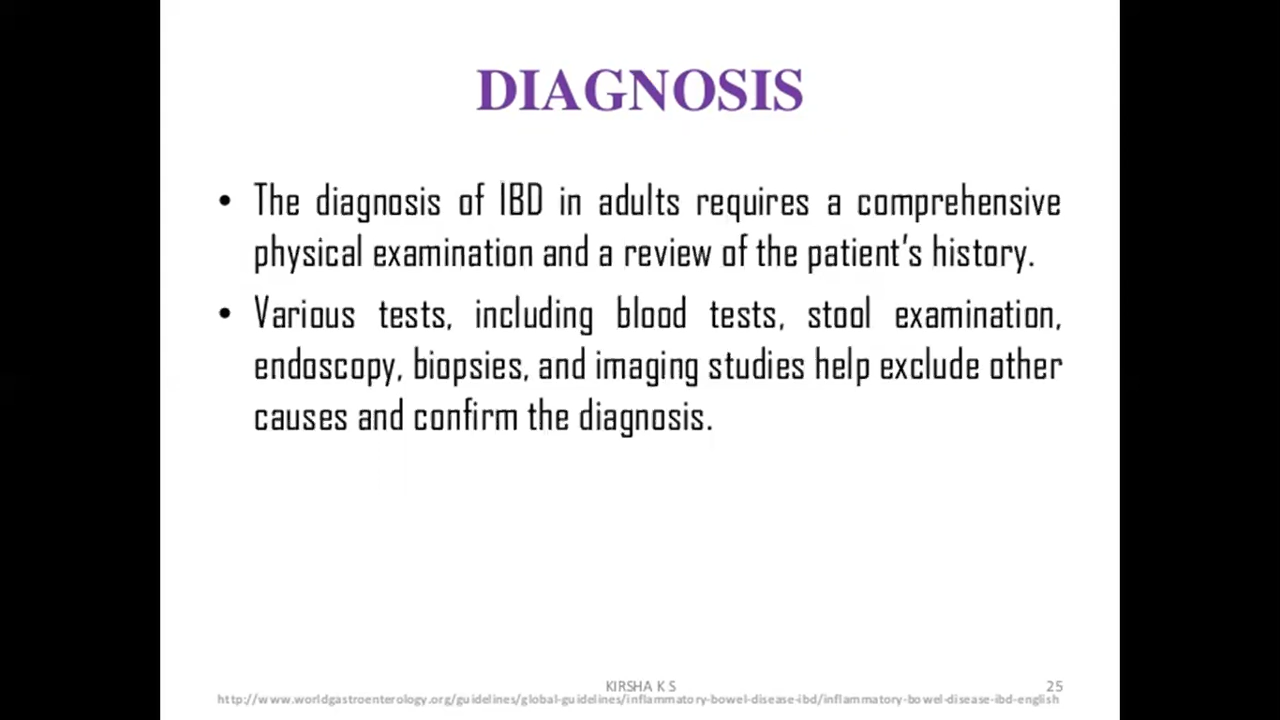 DIAGNOSIS
• The diagnosis of IBD in adults requires a comprehensive
physical examination and a review of the patient's history.
• Various tests, including blood tests, stool examination,
endoscopy, biopsies, and imaging studies help exclude other
causes and confirm the diagnosis.
KIRSHA K S 25
http://www.worldgastroenterology.org/guidelines/global-guidelines/inflammatory-bowel-disease-ibd/inflammatory-bowel-disease-ibd-english